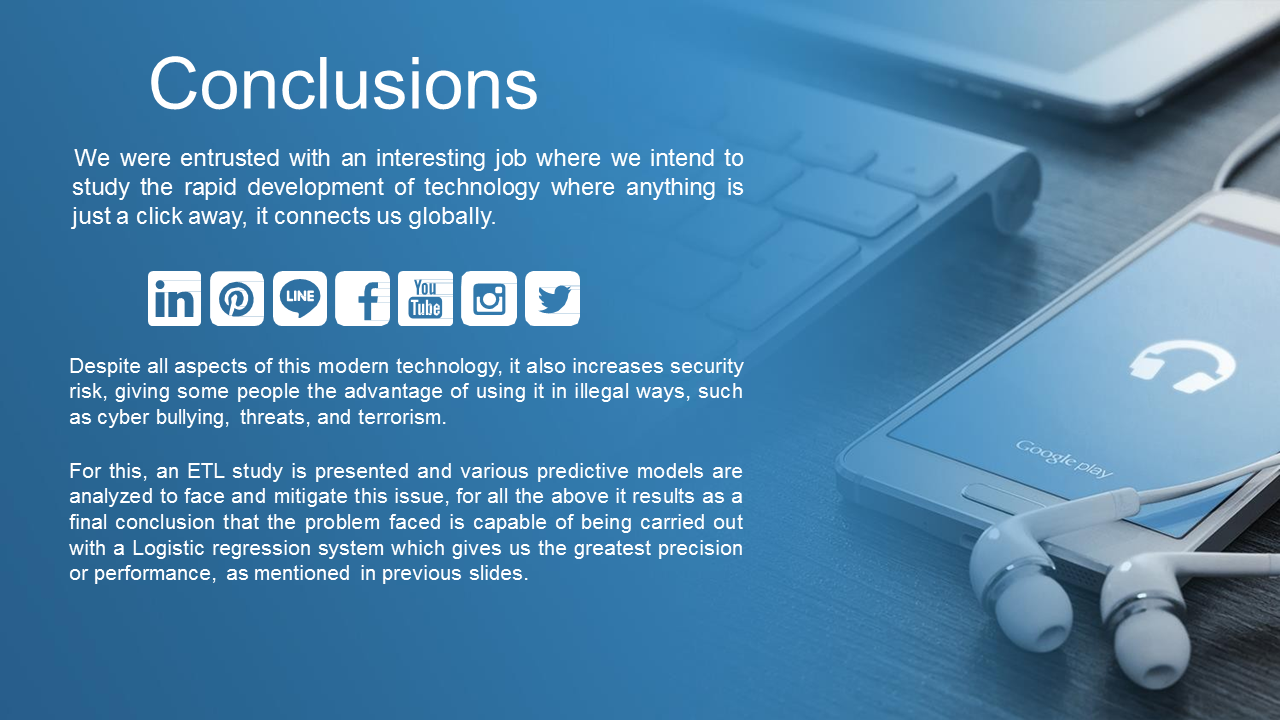 Conclusions
We were entrusted with an interesting job where we intend to
study the rapid development of technology where anything is
just a click away, it connects us globally.
in
LINE
f
You
Tube
Despite all aspects of this modern technology, it also increases security
risk, giving some people the advantage of using it in illegal ways, such
as cyber bullying, threats, and terrorism.
For this, an ETL study is presented and various predictive models are
analyzed to face and mitigate this issue, for all the above it results as a
final conclusion that the problem faced is capable of being carried out
with a Logistic regression system which gives us the greatest precision
or performance, as mentioned in previous slides.
Google play